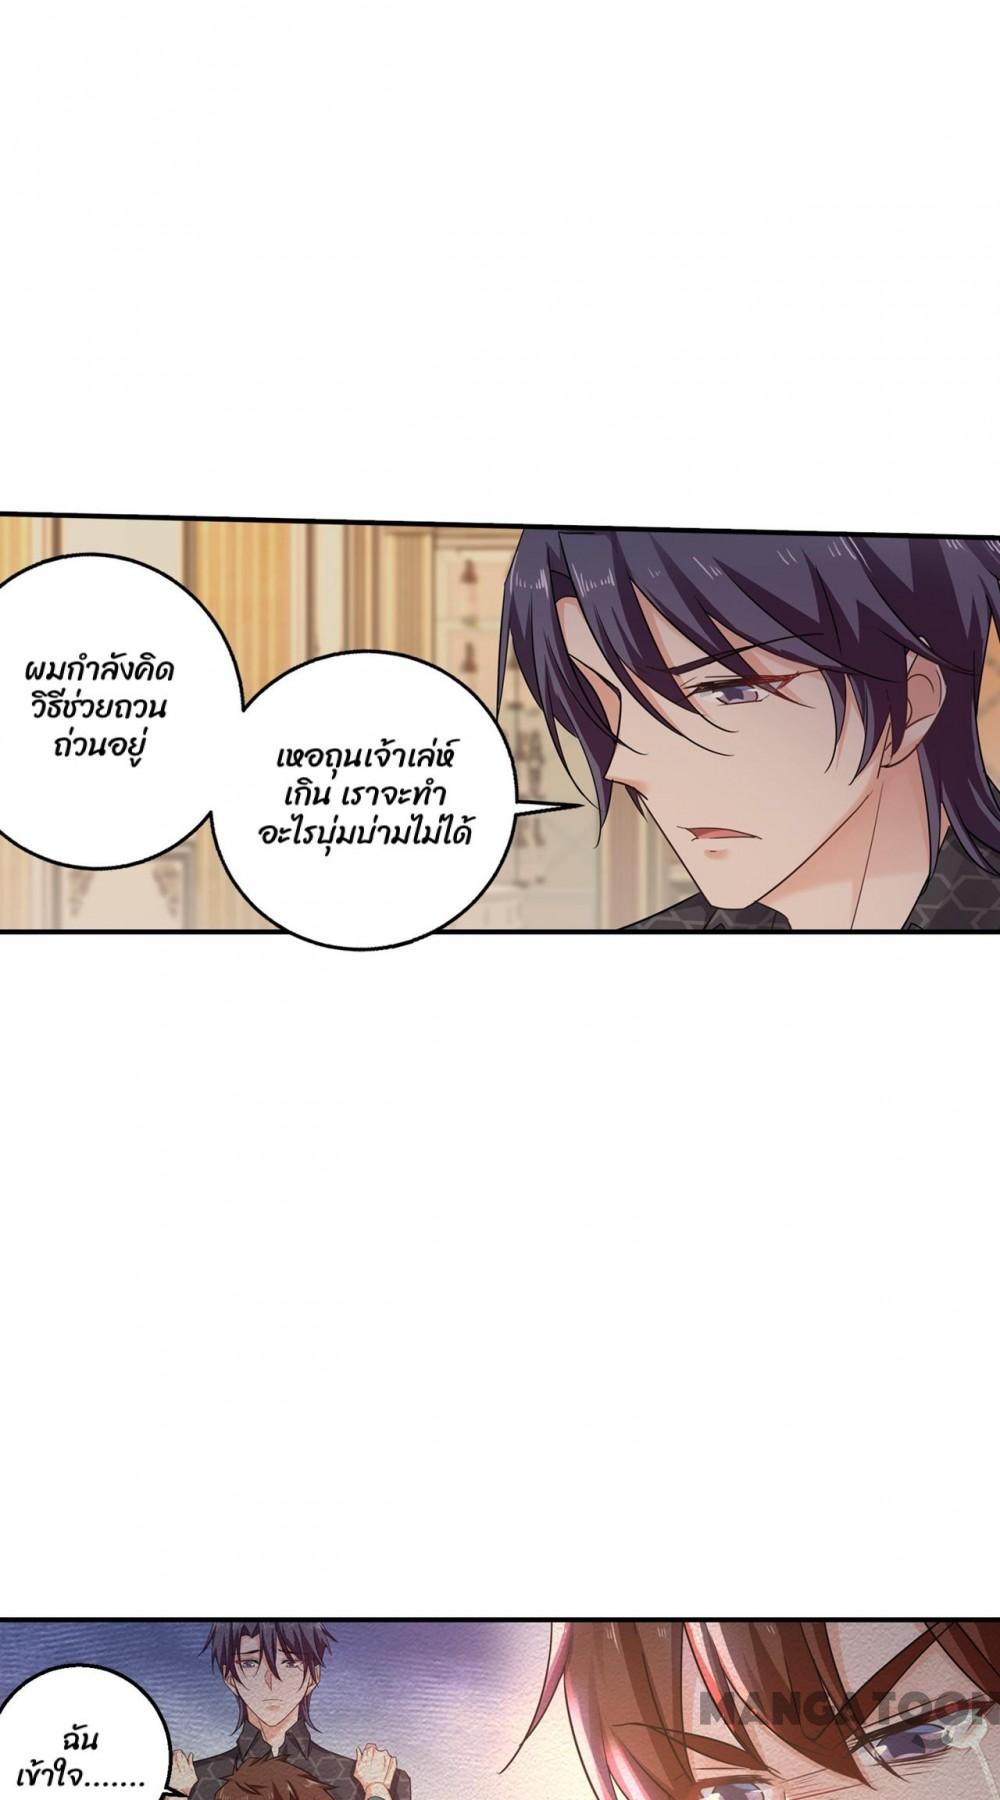 ผมกำลังคิด
วิธีช่วยถวน
ถ่วนอยู่
เหอถุนเจ้าเล่ห์
เกิน เราจะทำ
อะไรบุ่มบ่ามไม่ได้
ฉัน
เข้าใจ.......
MANGA TOON